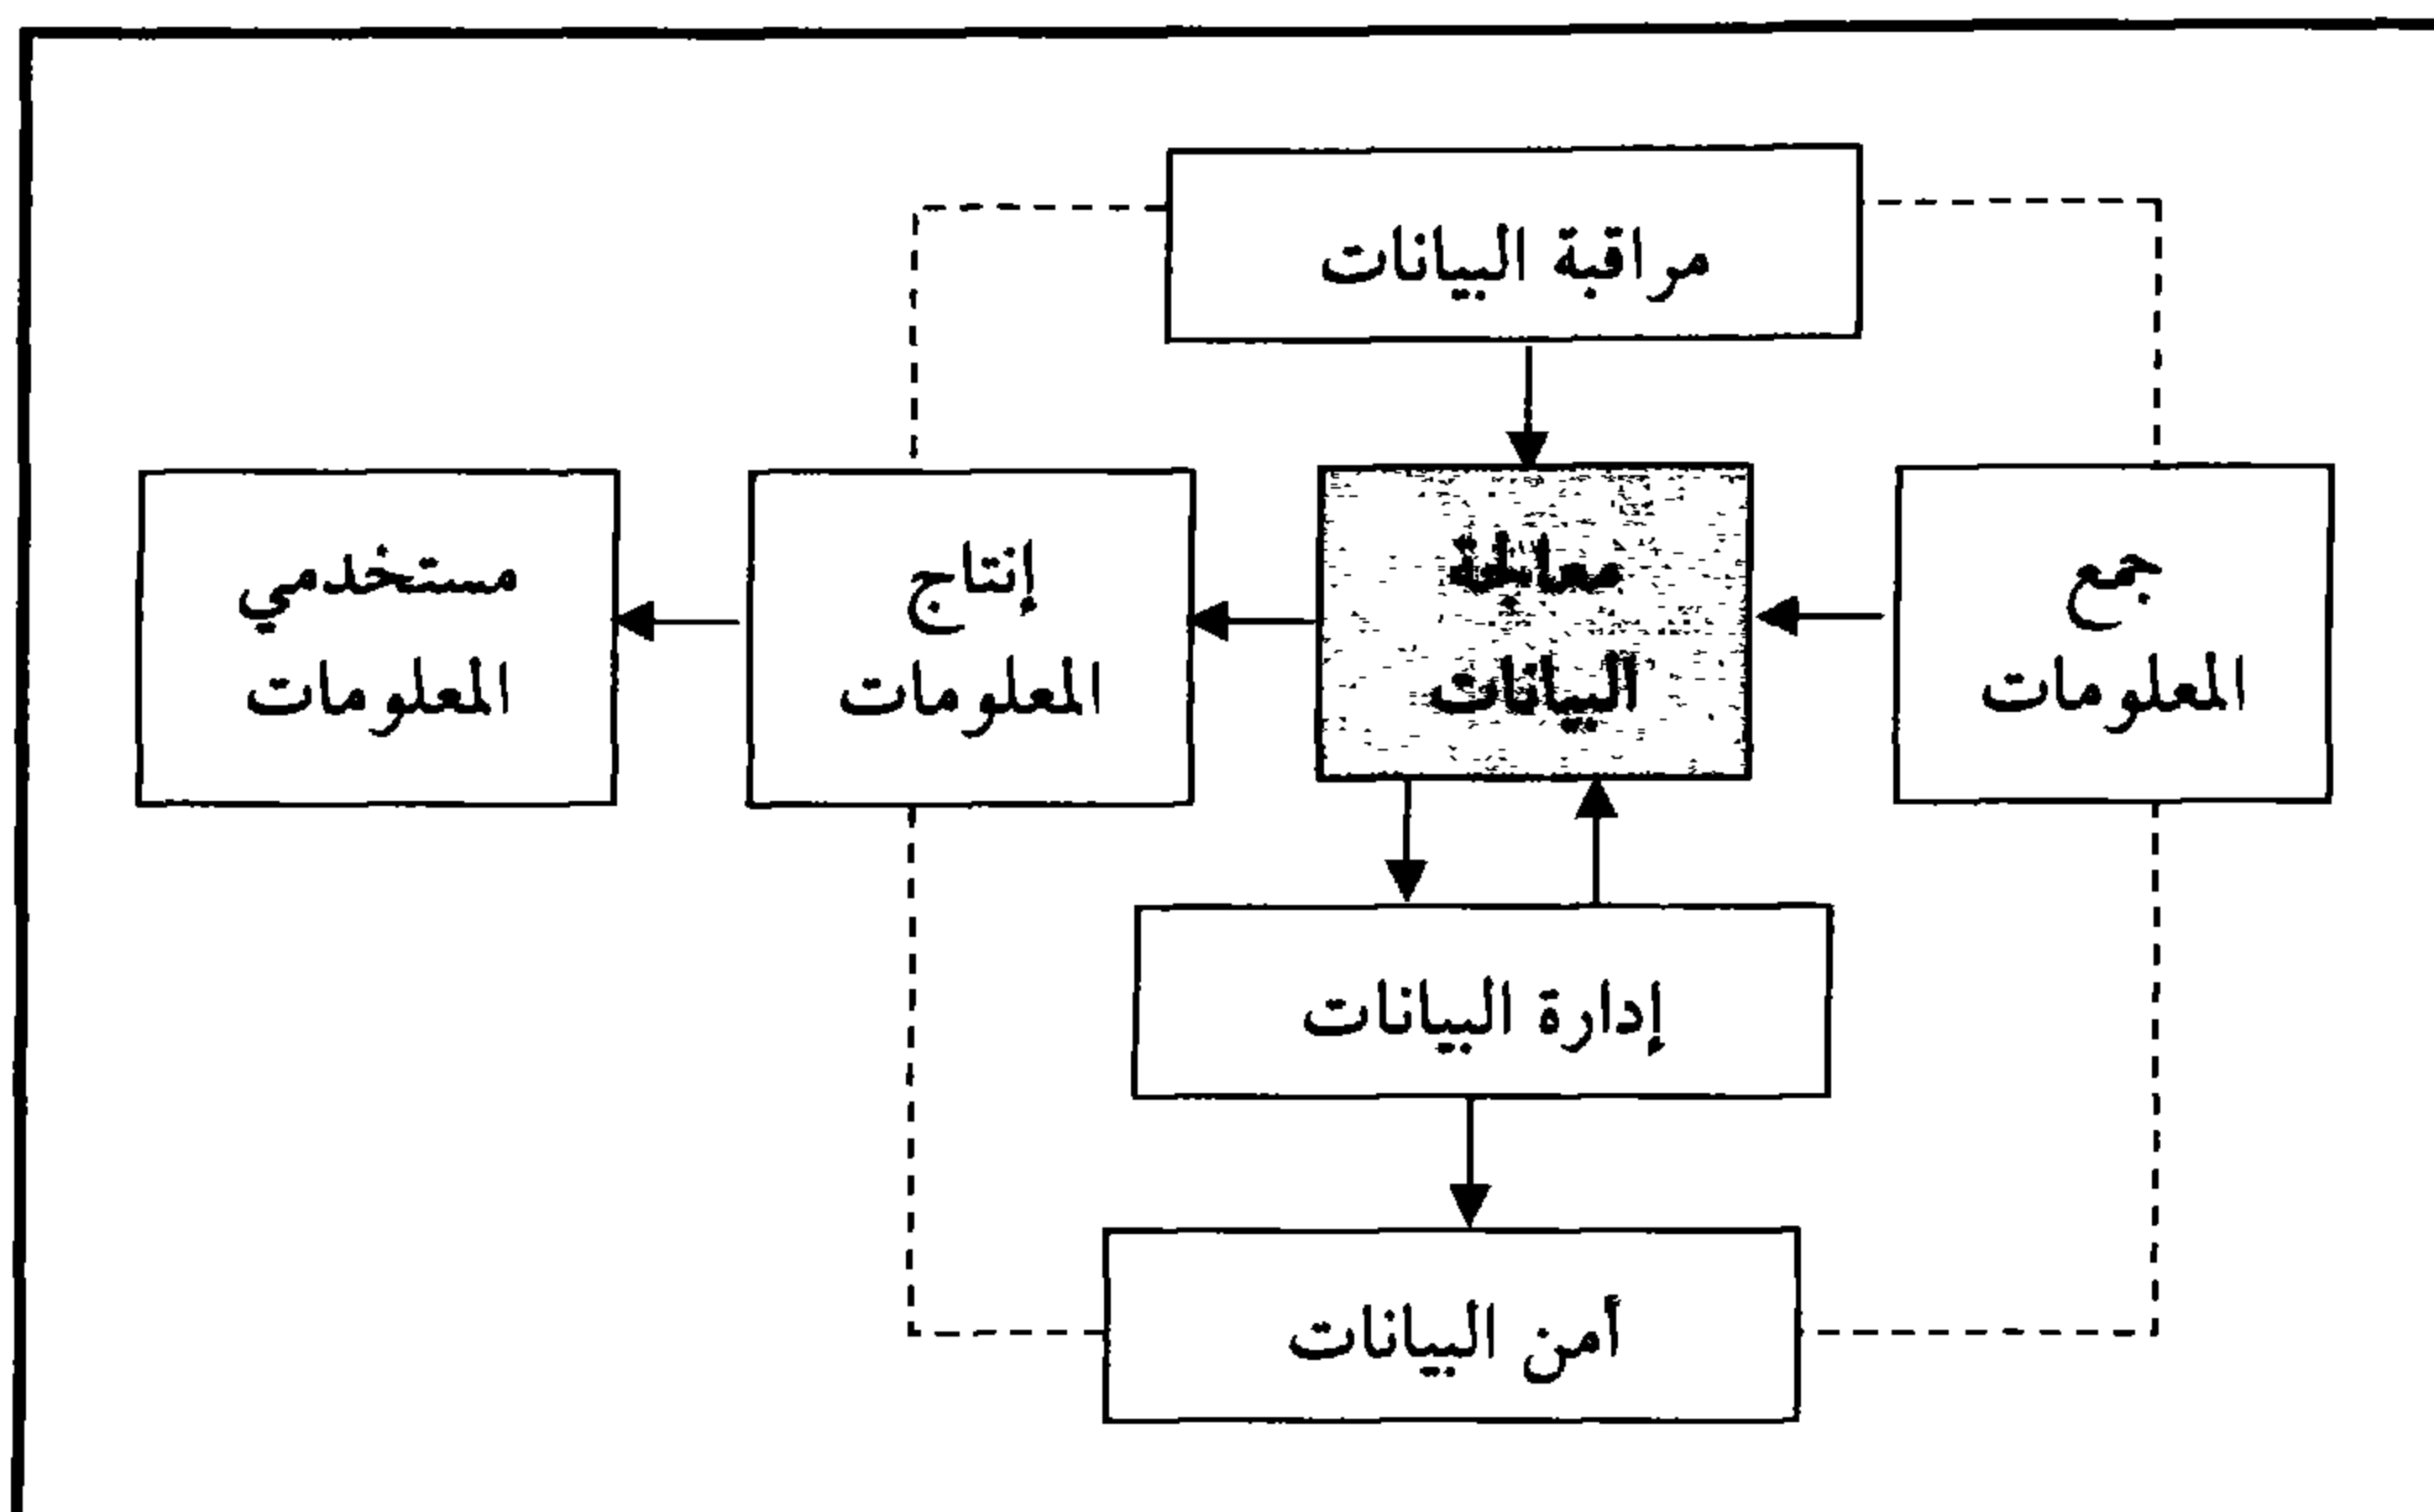 مراقبة البيانات
جمع
المعلومات
معالجة
البيانات
إنتاج
المعلومات
مستخدمي
المعلومات
إدارة البيانات
أمن البيانات